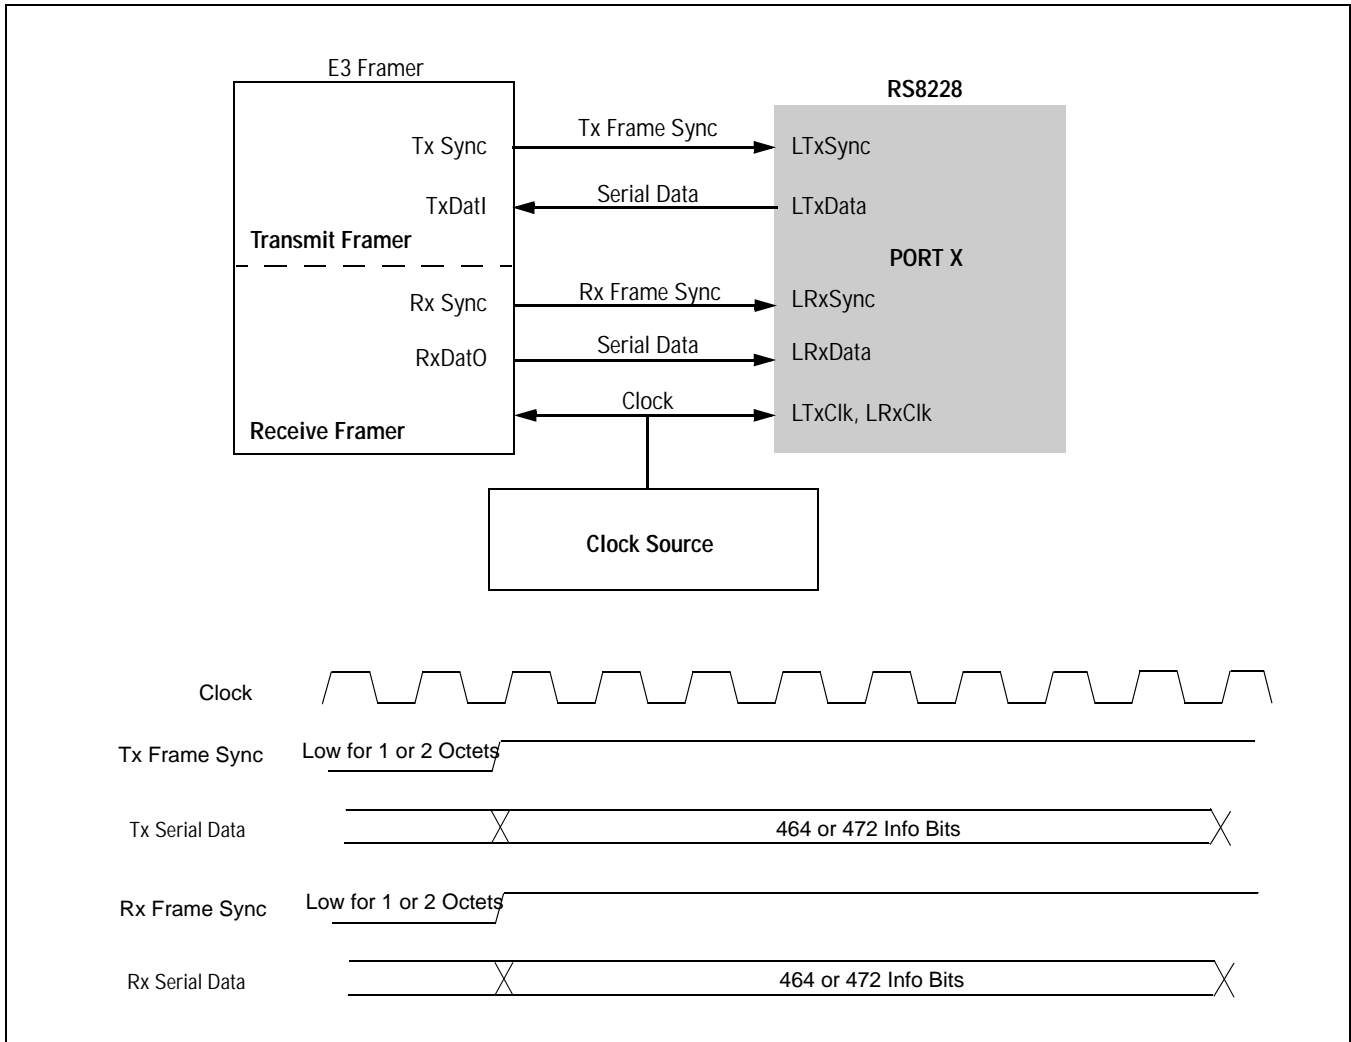 E3 Framer
RS8228
Tx Sync
Tx Frame Sync
LTxSync
TxDatI
Serial Data
LTxData
Transmit Framer
PORT X
Rx Sync
Rx Frame Sync
LRxSync
RxDatO
Serial Data
LRxData
Clock
LTxClk, LRxClk
Receive Framer
Clock Source
Clock
Tx Frame Sync
Low for 1 or 2 Octets
Tx Serial Data
464 or 472 Info Bits
Rx Frame Sync
Low for 1 or 2 Octets
Rx Serial Data
464 or 472 Info Bits